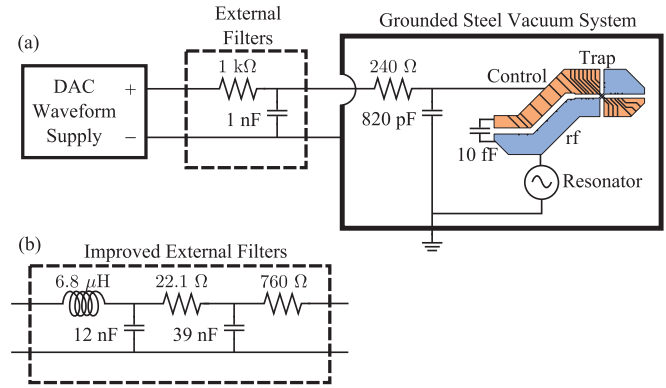 External
Filters
Grounded Steel Vacuum System
(a)
DAC
Waveform
Supply
+
−
1 kΩ
1 nF
240 Ω
820 pF
Control
Trap
10 fF
rf
Resonator
(b)
Improved External Filters
6.8 μH
22.1 Ω
760 Ω
12 nF
39 nF